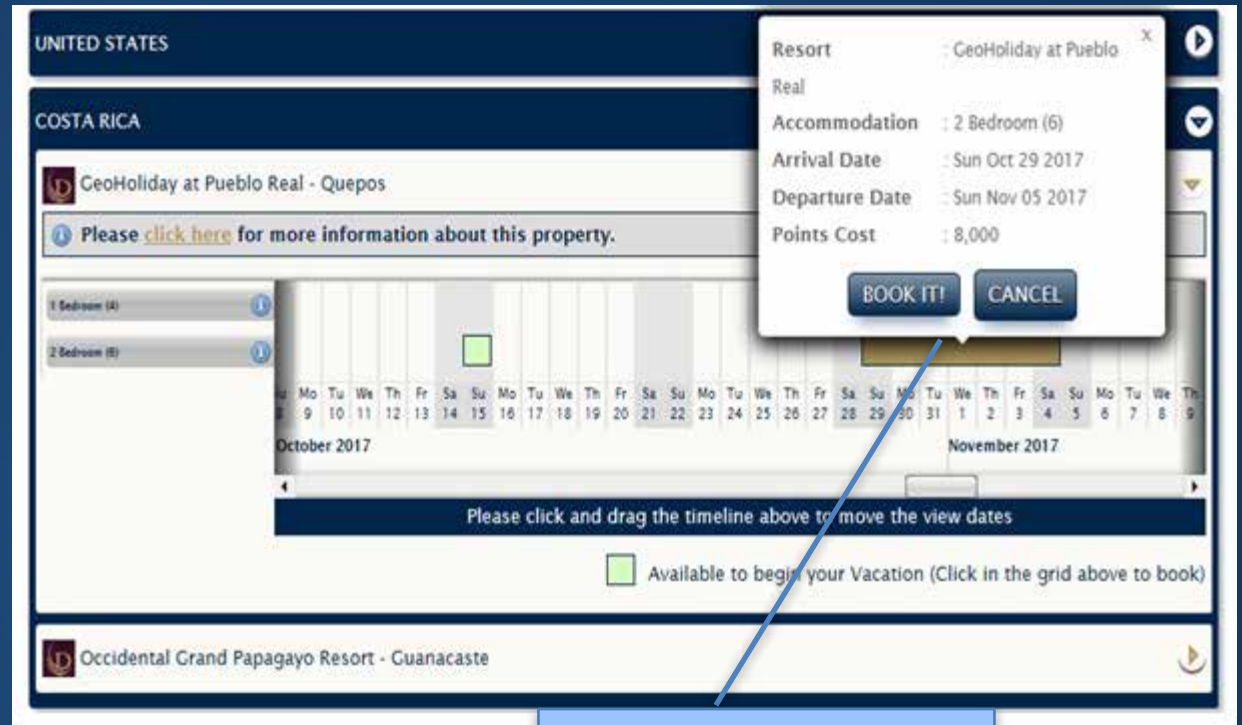 UNITED STATES
COSTA RICA
GeoHoliday at Pueblo Real - Quepos
Please click here for more information about this property.
x
Resort : GeoHoliday at Pueblo
Real
Accommodation : 2 Bedroom (6)
Arrival Date : Sun Oct 29 2017
Departure Date : Sun Nov 05 2017
Points Cost : 8,000
BOOK IT! CANCEL
1 Bedroom (4)
2 Bedroom (6)
Mo Tu We Th Fr Sa Su Mo Tu We Th Fr Sa Su Mo Tu We Th Fr Sa Su Mo Tu We Th Fr Sa Su Mo Tu We Th
8 9 10 11 12 13 14 15 16 17 18 19 20 21 22 23 24 25 26 27 28 29 30 31 1 2 3 4 5 6 7 8 9
October 2017 November 2017
Please click and drag the timeline above to move the view dates
Available to begin your Vacation (Click in the grid above to book)
Occidental Grand Papagayo Resort - Guanacaste